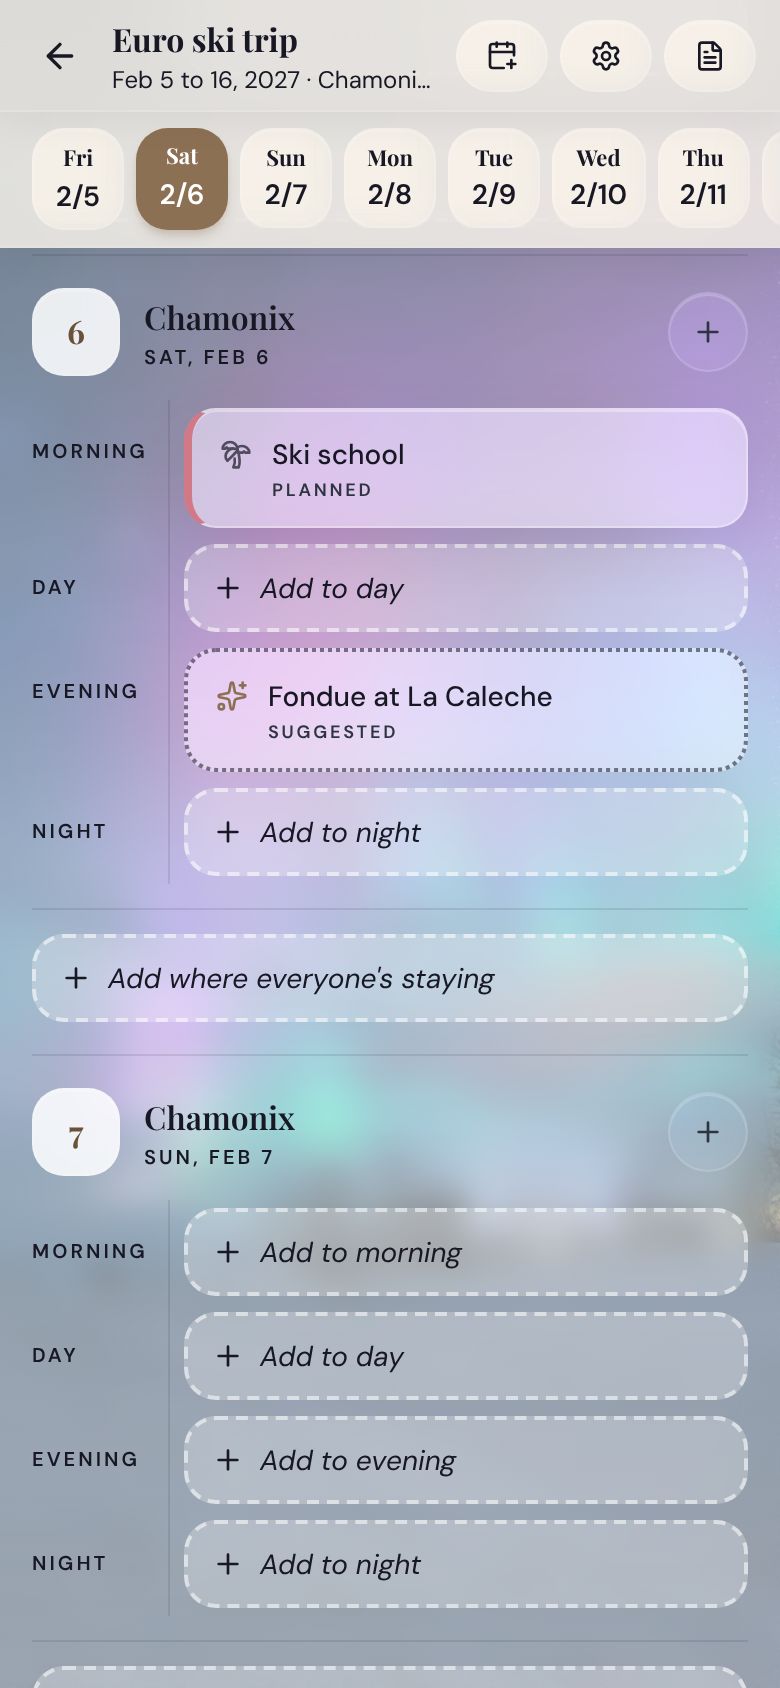 Euro ski trip
Feb 5 to 16, 2027 · Chamoni...
Fri
2/5
Sat
2/6
Sun
2/7
Mon
2/8
Tue
2/9
Wed
2/10
Thu
2/11
6
Chamonix
SAT, FEB 6
MORNING
Ski school
PLANNED
DAY
Add to day
EVENING
Fondue at La Caleche
SUGGESTED
NIGHT
Add to night
Add where everyone's staying
7
Chamonix
SUN, FEB 7
MORNING
Add to morning
DAY
Add to day
EVENING
Add to evening
NIGHT
Add to night